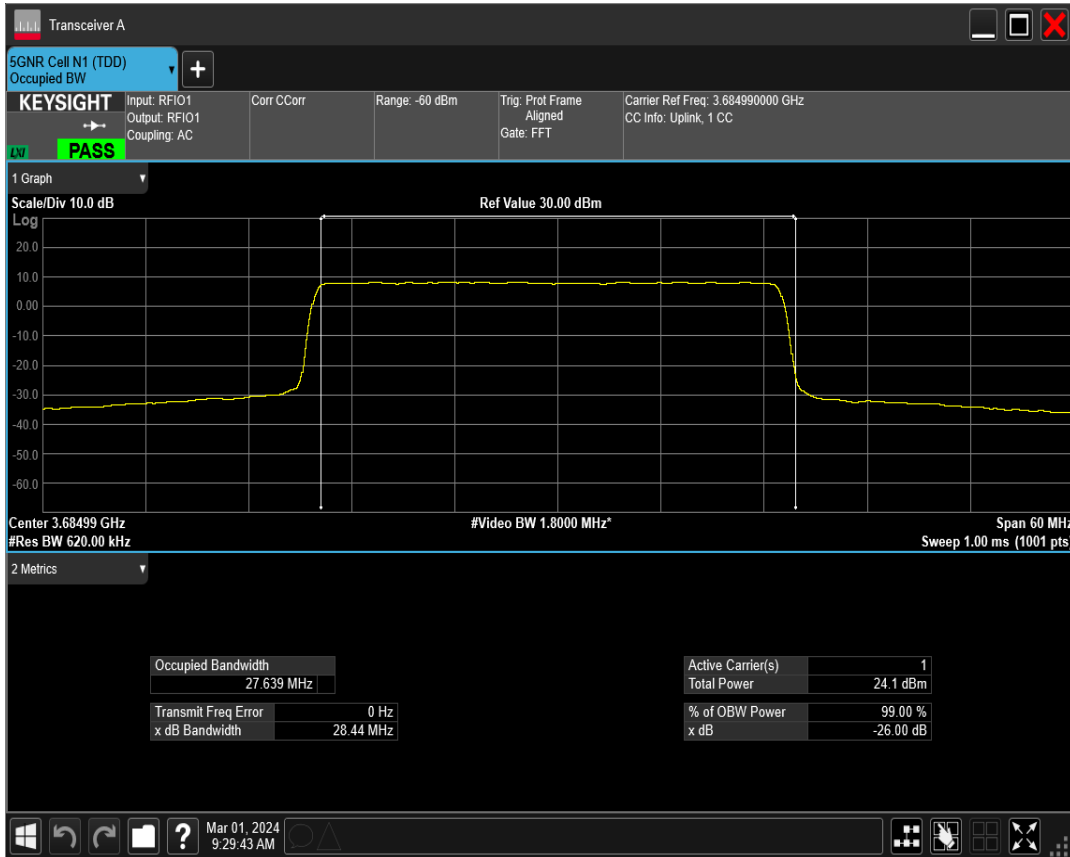 Transceiver A
5GNR Cell N1 (TDD)
Occupied BW
+
KEYSIGHT
LXI
PASS
Input: RFIO1
Output: RFIO1
Coupling: AC
Corr CCorr
Range: -60 dBm
Trig: Prot Frame
Aligned
Gate: FFT
Carrier Ref Freq: 3.684990000 GHz
CC Info: Uplink, 1 CC
1 Graph
Scale/Div 10.0 dB
Ref Value 30.00 dBm
Log
20.0
10.0
0.00
-10.0
-20.0
-30.0
-40.0
-50.0
-60.0
Center 3.68499 GHz
#Video BW 1.8000 MHz*
Span 60 MHz
#Res BW 620.00 kHz
Sweep 1.00 ms (1001 pts)
2 Metrics
Occupied Bandwidth
27.639 MHz
Transmit Freq Error 0 Hz
x dB Bandwidth 28.44 MHz
Active Carrier(s) 1
Total Power 24.1 dBm
% of OBW Power 99.00 %
x dB -26.00 dB
?
Mar 01, 2024
9:29:43 AM